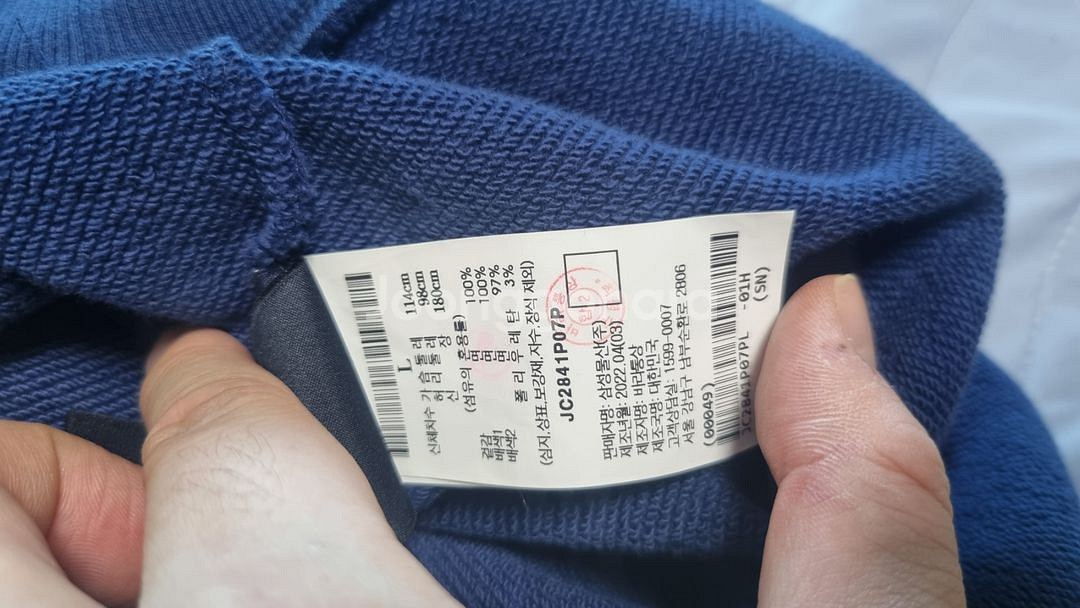 L
신체치수 가슴둘레 114cm
허리둘레 98cm
신 장 180cm
(섬유의 혼용률)
겉감 면 100%
배색1 면 100%
배색2 면 97%
폴리우레탄 3%
(심지,상표,보강재,자수,장식 제외)
JC2841P07P
판매자명: 삼성물산(주)
제조년월: 2022.04(03)
제조자명: 바리통상
제조국명: 대한민국
고객상담실: 1599-0007
서울 강남구 남부순환로 2806
(00049)
JC2841P07PL -01H
(SN)